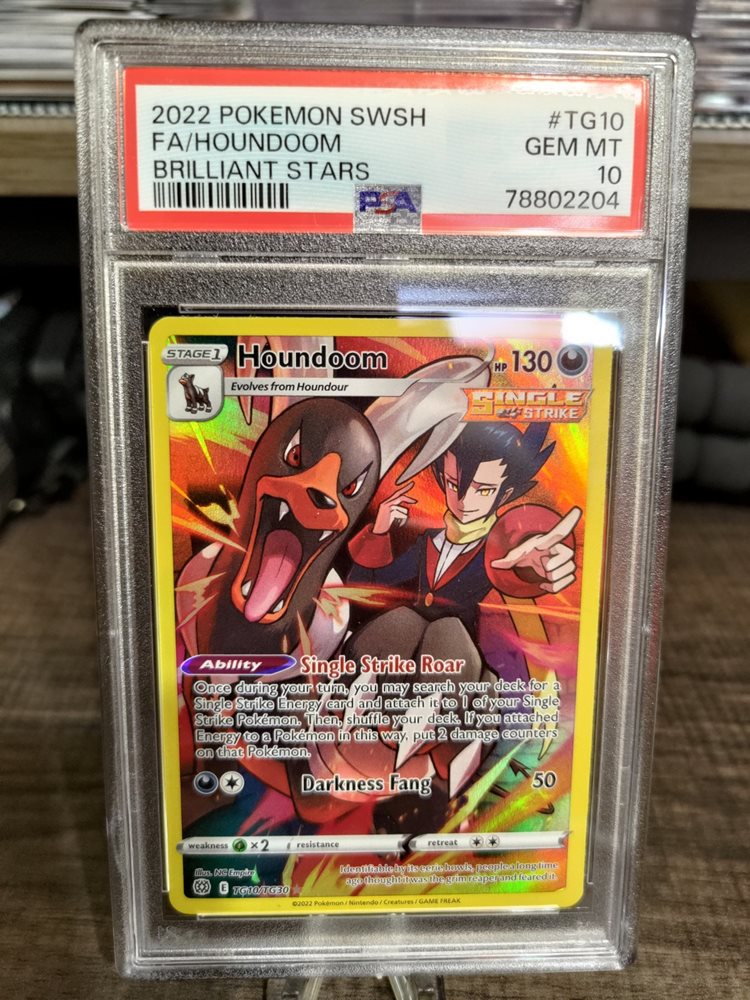 2022 POKEMON SWSH #TG10
FA/HOUNDOOM GEM MT
BRILLIANT STARS 10
PSA 78802204
STAGE 1 Houndoom HP 130
Evolves from Houndour
SINGLE
STRIKE
Ability Single Strike Roar
Once during your turn, you may search your deck for a
Single Strike Energy card and attach it to 1 of your Single
Strike Pokémon. Then, shuffle your deck. If you attached
Energy to a Pokémon in this way, put 2 damage counters
on that Pokémon.
Darkness Fang 50
weakness ×2 resistance retreat
Illus. NC Empire
E TG10/TG30
Identifiable by its eerie howls, people a long time
ago thought it was the grim reaper and feared it.
©2022 Pokémon / Nintendo / Creatures / GAME FREAK